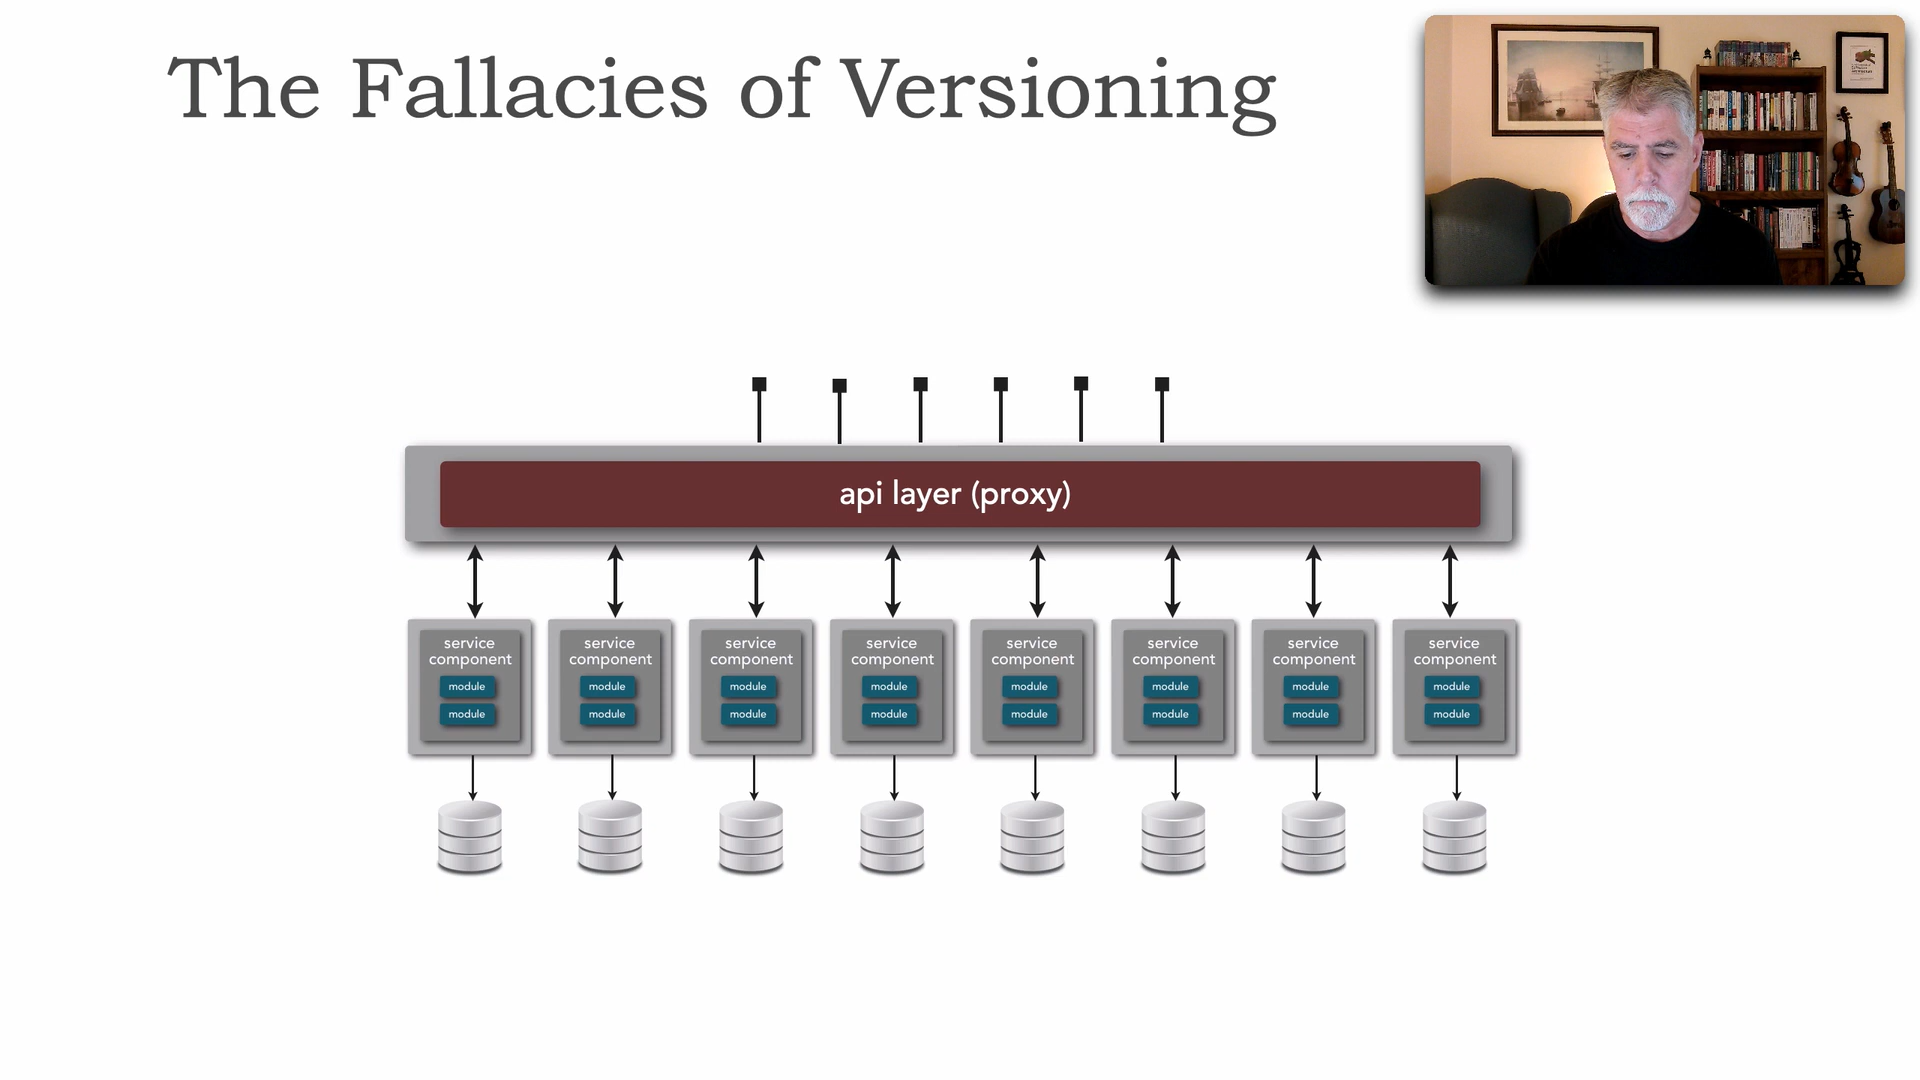 The Fallacies of Versioning
api layer (proxy)
service
component
module
module
service
component
module
module
service
component
module
module
service
component
module
module
service
component
module
module
service
component
module
module
service
component
module
module
service
component
module
module